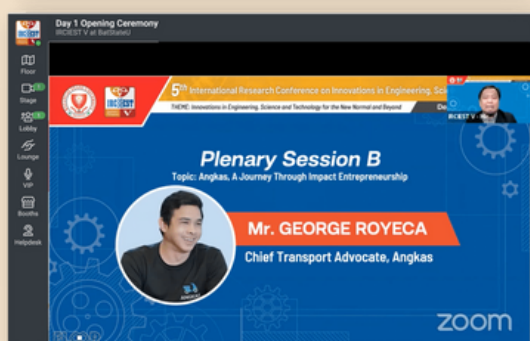 Day 1 Opening Ceremony
IRCIEST V at BatStateU
Floor
Stage
Lobby
Lounge
VIP
Booths
Helpdesk
5th International Research Conference on Innovations in Engineering,
THEME: Innovations in Engineering, Science and Technology for the New Normal and Beyond
De
IRCIEST V
Plenary Session B
Topic: Angkas, A Journey Through Impact Entrepreneurship
Mr. GEORGE ROYECA
Chief Transport Advocate, Angkas
zoom